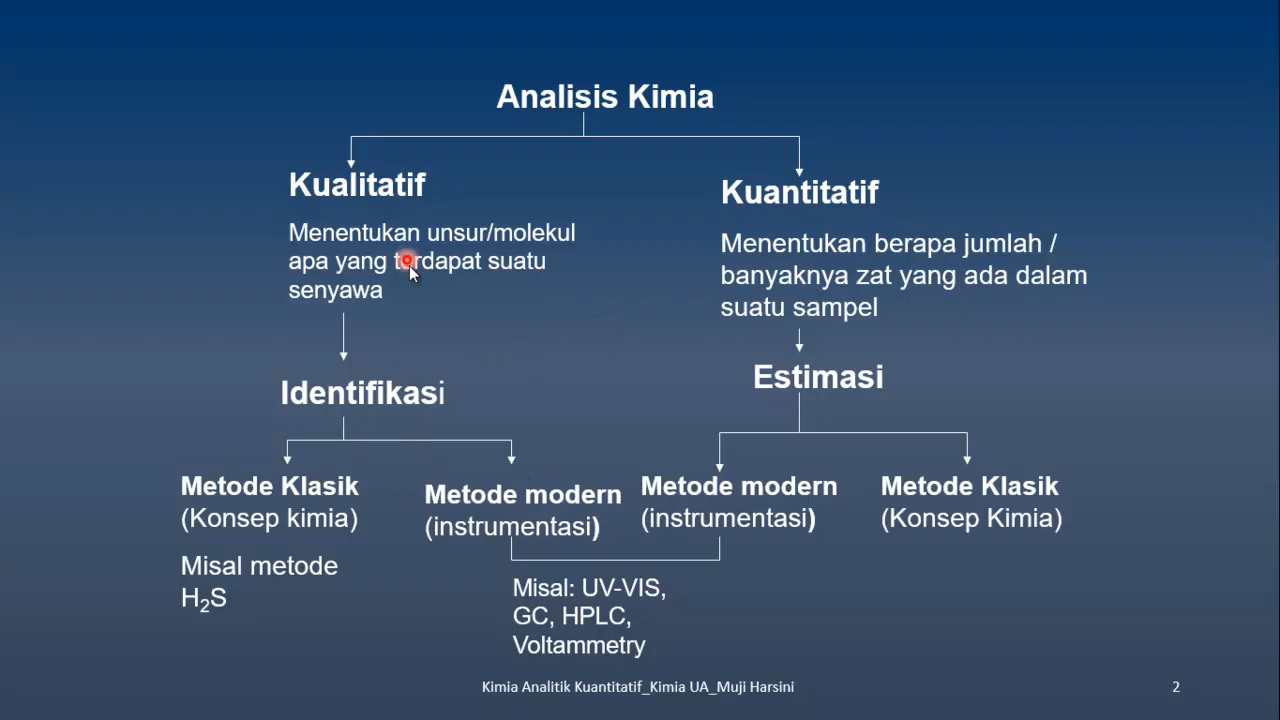 Analisis Kimia
Kualitatif
Menentukan unsur/molekul
apa yang terdapat suatu
senyawa
Identifikasi
Metode Klasik
(Konsep kimia)
Misal metode
H₂S
Metode modern
(instrumentasi)
Kuantitatif
Menentukan berapa jumlah /
banyaknya zat yang ada dalam
suatu sampel
Estimasi
Metode modern
(instrumentasi)
Metode Klasik
(Konsep Kimia)
Misal: UV-VIS,
GC, HPLC,
Voltammetry
Kimia Analitik Kuantitatif_Kimia UA_Muji Harsini
2